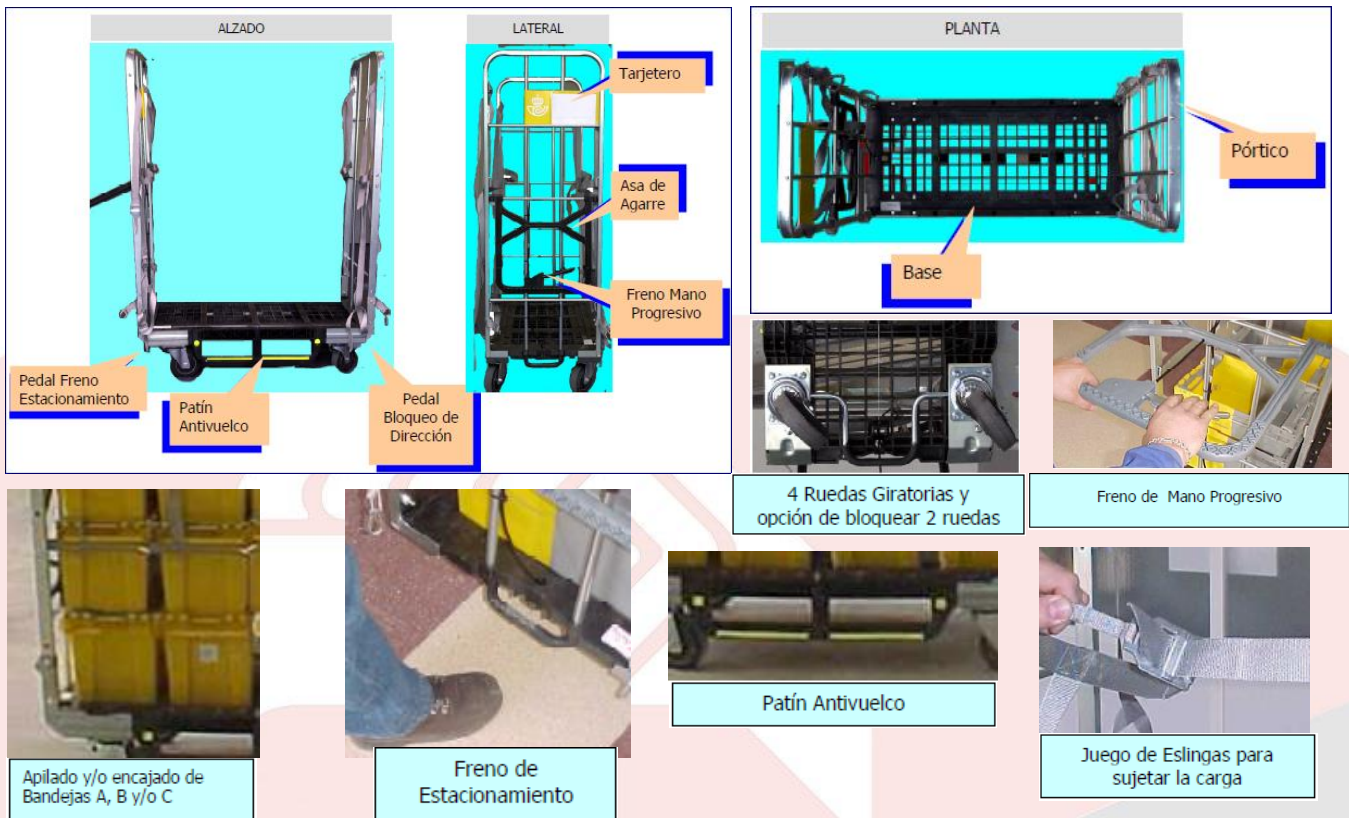 ALZADO
LATERAL
Tarjetero
Asa de
Agarre
Freno Mano
Progresivo
Pedal Freno
Estacionamiento
Patín
Antivuelco
Pedal
Bloqueo de
Dirección
PLANTA
Pórtico
Base
4 Ruedas Giratorias y
opción de bloquear 2 ruedas
Freno de Mano Progresivo
Apilado y/o encajado de
Bandejas A, B y/o C
Freno de
Estacionamiento
Patín Antivuelco
Juego de Eslingas para
sujetar la carga